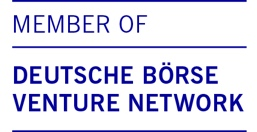 MEMBER OF
DEUTSCHE BÖRSE
VENTURE NETWORK